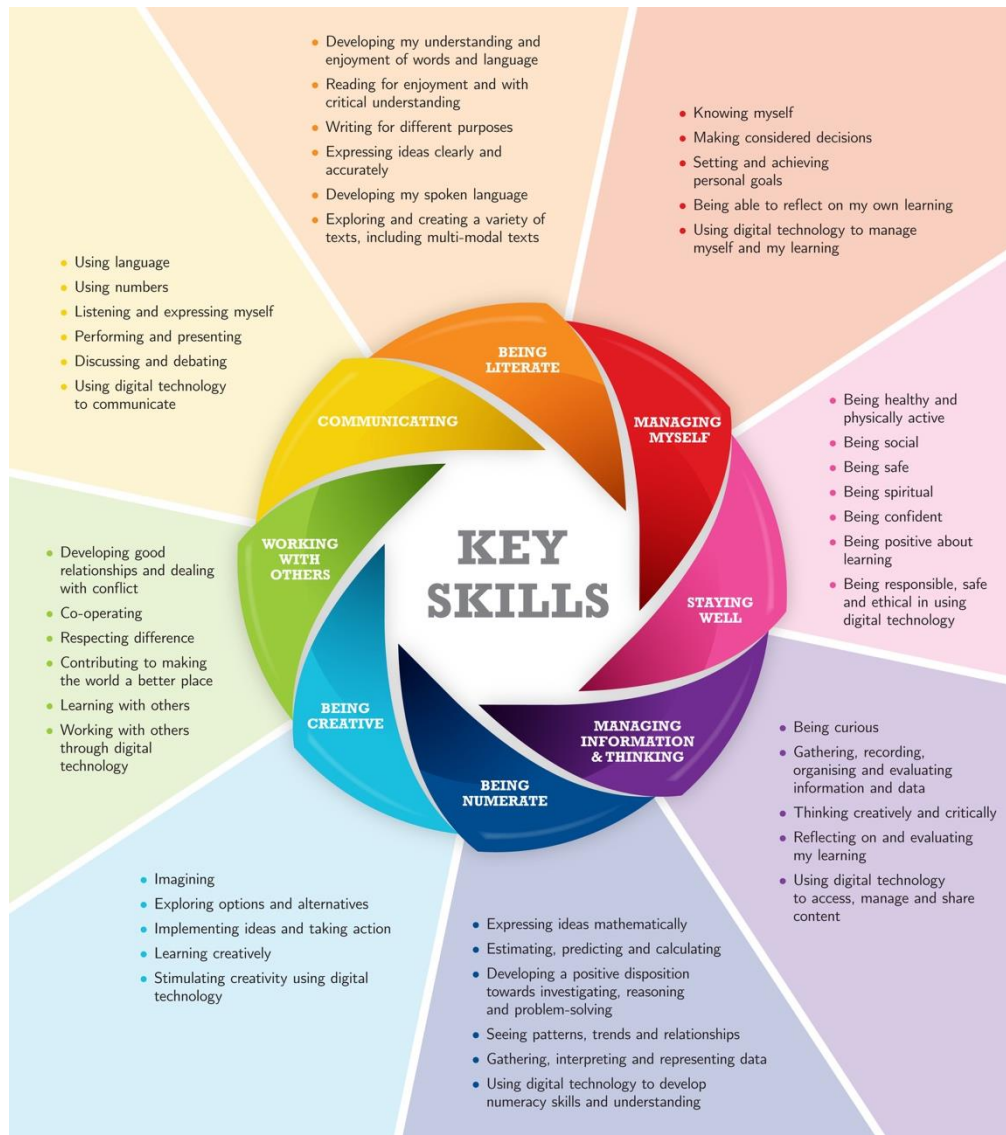 Developing my understanding and
enjoyment of words and language
Reading for enjoyment and with
critical understanding
Writing for different purposes
Expressing ideas clearly and
accurately
Developing my spoken language
Exploring and creating a variety of
texts, including multi-modal texts
Knowing myself
Making considered decisions
Setting and achieving
personal goals
Being able to reflect on my own learning
Using digital technology to manage
myself and my learning
Using language
Using numbers
Listening and expressing myself
Performing and presenting
Discussing and debating
Using digital technology
to communicate
BEING
LITERATE
MANAGING
MYSELF
COMMUNICATING
Being healthy and
physically active
Being social
Being safe
Being spiritual
Being confident
Being positive about
learning
Being responsible, safe
and ethical in using
digital technology
WORKING
WITH
OTHERS
KEY
SKILLS
STAYING
WELL
Developing good
relationships and dealing
with conflict
Co-operating
Respecting difference
Contributing to making
the world a better place
Learning with others
Working with others
through digital
technology
BEING
CREATIVE
BEING
NUMERATE
MANAGING
INFORMATION
& THINKING
Being curious
Gathering, recording,
organising and evaluating
information and data
Thinking creatively and critically
Reflecting on and evaluating
my learning
Using digital technology
to access, manage and share
content
Imagining
Exploring options and alternatives
Implementing ideas and taking action
Learning creatively
Stimulating creativity using digital
technology
Expressing ideas mathematically
Estimating, predicting and calculating
Developing a positive disposition
towards investigating, reasoning
and problem-solving
Seeing patterns, trends and relationships
Gathering, interpreting and representing data
Using digital technology to develop
numeracy skills and understanding